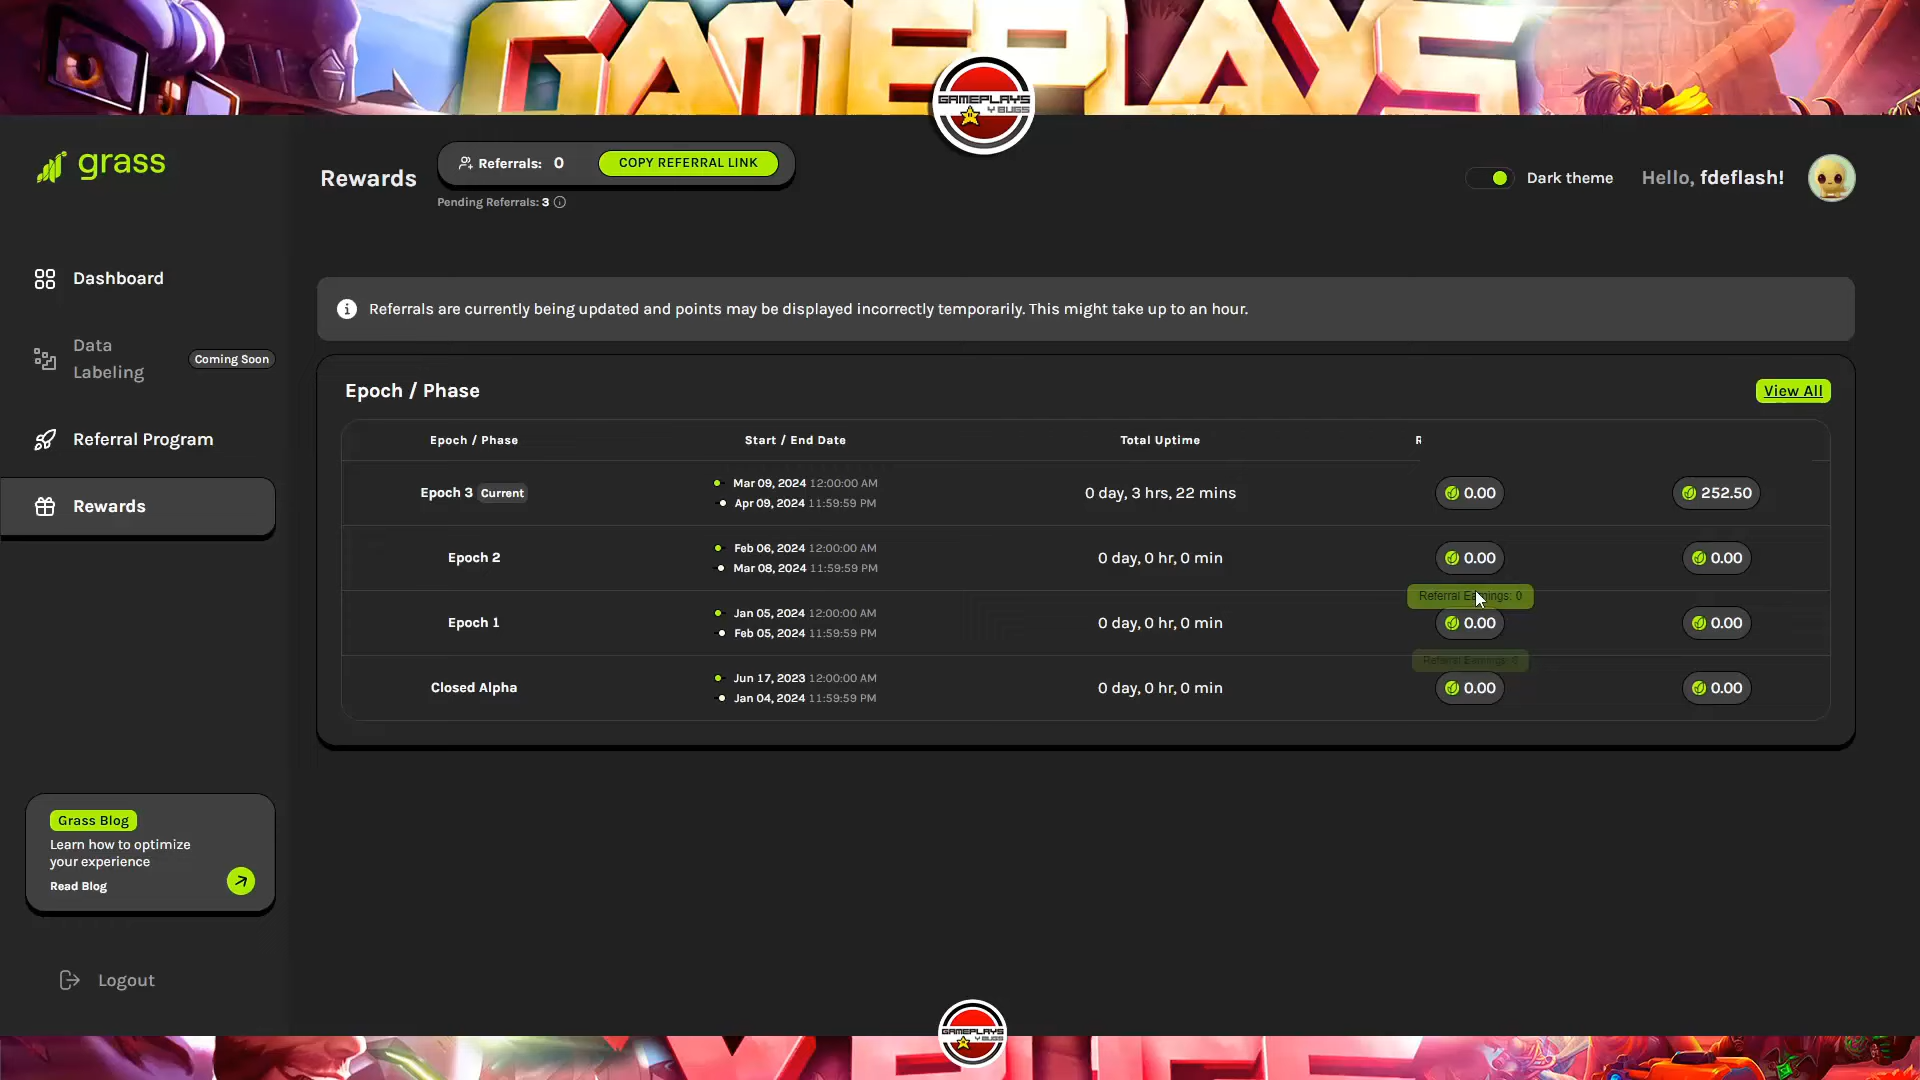 GAMEPLAYS
GAMEPLAYS
Y BUGS
grass
Rewards
Referrals: 0
COPY REFERRAL LINK
Pending Referrals: 3
Dark theme
Hello, fdeflash!
Dashboard
Data
Labeling
Coming Soon
Referral Program
Rewards
Referrals are currently being updated and points may be displayed incorrectly temporarily. This might take up to an hour.
Epoch / Phase
View All
Epoch / Phase
Start / End Date
Total Uptime
R
Epoch 3 Current
Mar 09, 2024 12:00:00 AM
Apr 09, 2024 11:59:59 PM
0 day, 3 hrs, 22 mins
0.00
252.50
Epoch 2
Feb 06, 2024 12:00:00 AM
Mar 08, 2024 11:59:59 PM
0 day, 0 hr, 0 min
0.00
0.00
Referral Earnings: 0
Epoch 1
Jan 05, 2024 12:00:00 AM
Feb 05, 2024 11:59:59 PM
0 day, 0 hr, 0 min
0.00
0.00
Referral Earnings: 0
Closed Alpha
Jun 17, 2023 12:00:00 AM
Jan 04, 2024 11:59:59 PM
0 day, 0 hr, 0 min
0.00
0.00
Grass Blog
Learn how to optimize
your experience
Read Blog
Logout
GAMEPLAYS
Y BUGS